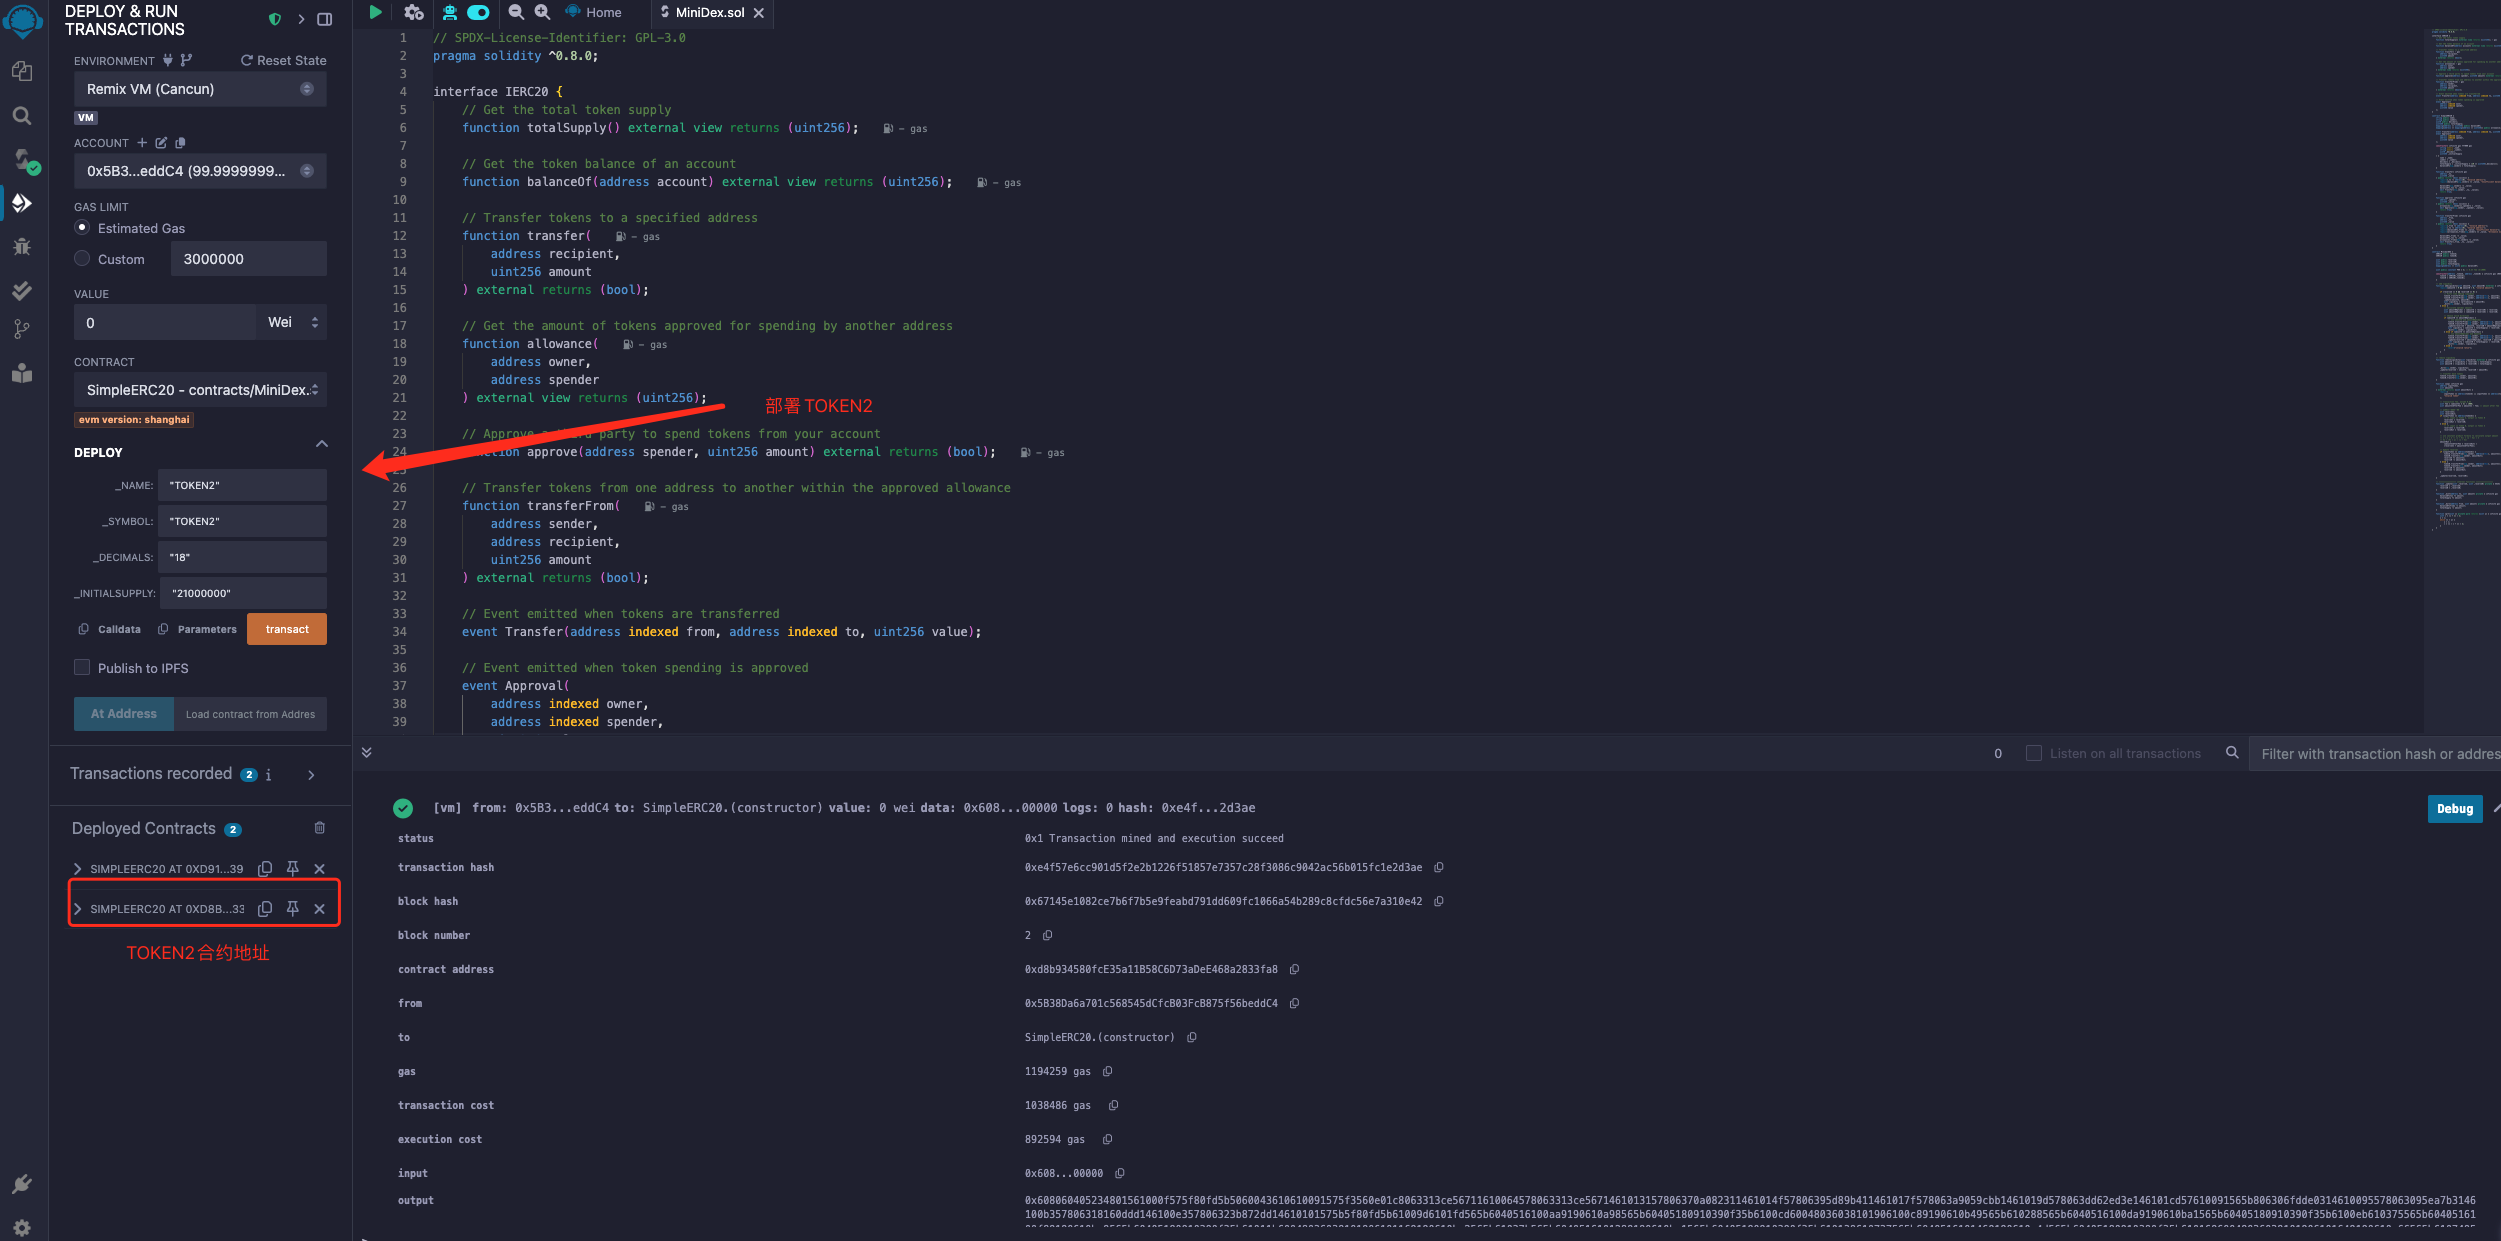 DEPLOY & RUN
TRANSACTIONS
ENVIRONMENT
Reset State
Remix VM (Cancun)
VM
ACCOUNT
0x5B3...eddC4 (99.9999999...
GAS LIMIT
Estimated Gas
Custom
3000000
VALUE
0
Wei
CONTRACT
SimpleERC20 - contracts/MiniDex.
evm version: shanghai
DEPLOY
_NAME: "TOKEN2"
_SYMBOL: "TOKEN2"
_DECIMALS: "18"
_INITIALSUPPLY: "21000000"
Calldata
Parameters
transact
Publish to IPFS
At Address
Load contract from Addres
Transactions recorded 2 i
Deployed Contracts 2
SIMPLEERC20 AT 0XD91...39
SIMPLEERC20 AT 0XD8B...33
TOKEN2合约地址
Home
MiniDex.sol
1 // SPDX-License-Identifier: GPL-3.0
2 pragma solidity ^0.8.0;
3
4 interface IERC20 {
5 // Get the total token supply
6 function totalSupply() external view returns (uint256); - gas
7
8 // Get the token balance of an account
9 function balanceOf(address account) external view returns (uint256); - gas
10
11 // Transfer tokens to a specified address
12 function transfer( - gas
13 address recipient,
14 uint256 amount
15 ) external returns (bool);
16
17 // Get the amount of tokens approved for spending by another address
18 function allowance( - gas
19 address owner,
20 address spender
21 ) external view returns (uint256);
部署TOKEN2
22
23 // Approve party to spend tokens from your account
24 approve(address spender, uint256 amount) external returns (bool); - gas
26 // Transfer tokens from one address to another within the approved allowance
27 function transferFrom( - gas
28 address sender,
29 address recipient,
30 uint256 amount
31 ) external returns (bool);
32
33 // Event emitted when tokens are transferred
34 event Transfer(address indexed from, address indexed to, uint256 value);
35
36 // Event emitted when token spending is approved
37 event Approval(
38 address indexed owner,
39 address indexed spender,
0
Listen on all transactions
Filter with transaction hash or addres
[vm] from: 0x5B3...eddC4 to: SimpleERC20.(constructor) value: 0 wei data: 0x608...00000 logs: 0 hash: 0xe4f...2d3ae
Debug
status 0x1 Transaction mined and execution succeed
transaction hash 0xe4f57e6cc901d5f2e2b1226f51857e7357c28f3086c9042ac56b015fc1e2d3ae
block hash 0x67145e1082ce7b6f7b5e9feabd791dd609fc1066a54b289c8cfdc56e7a310e42
block number 2
contract address 0xd8b934580fcE35a11B58C6D73aDeE468a2833fa8
from 0x5B38Da6a701c568545dCfcB03FcB875f56beddC4
to SimpleERC20.(constructor)
gas 1194259 gas
transaction cost 1038486 gas
execution cost 892594 gas
input 0x608...00000
output